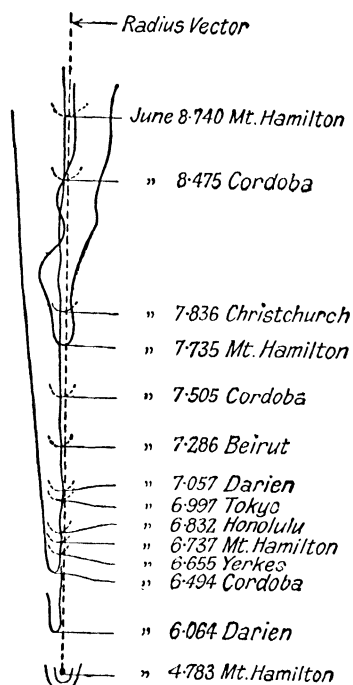 Radius Vector
June 8·740 Mt. Hamilton
„ 8·475 Cordoba
„ 7·836 Christchurch
„ 7·735 Mt. Hamilton
„ 7·505 Cordoba
„ 7·286 Beirut
„ 7·057 Darien
„ 6·997 Tokyo
„ 6·832 Honolulu
„ 6·737 Mt. Hamilton
„ 6·655 Yerkes
„ 6·494 Cordoba
„ 6·064 Darien
„ 4·783 Mt. Hamilton